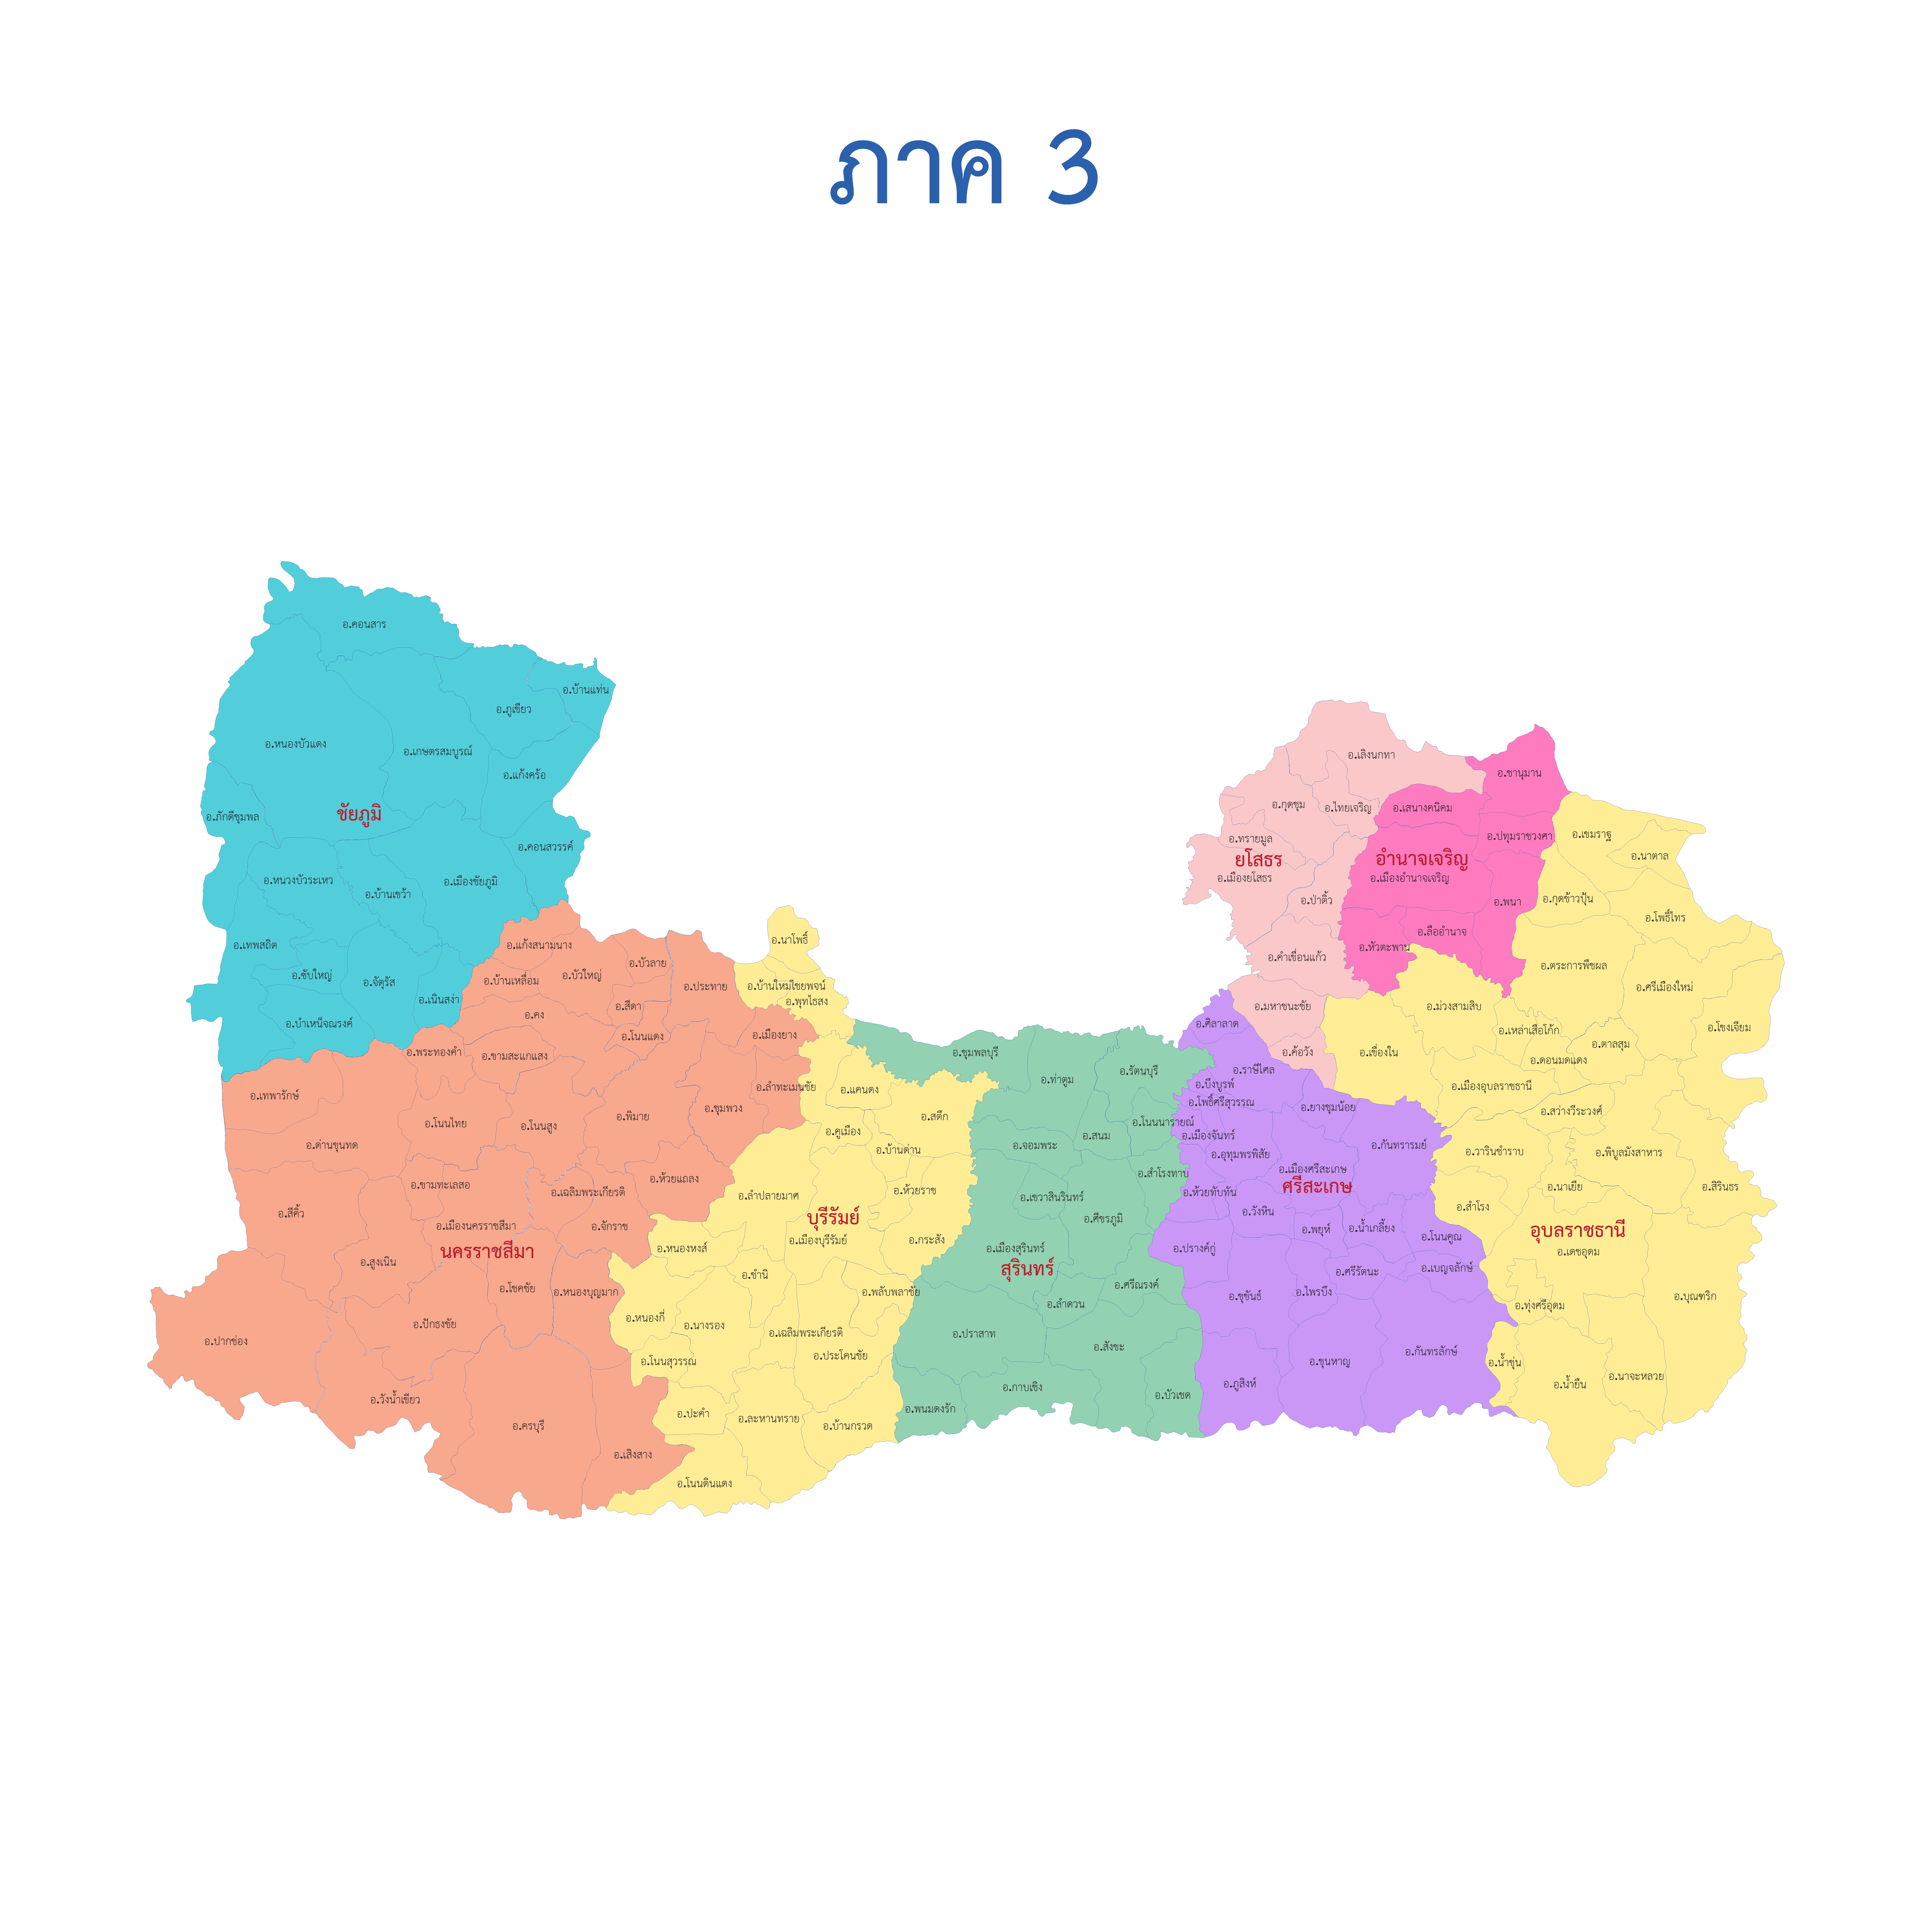 ภาค 3
อ.คอนสาร
อ.บ้านแท่น
อ.ภูเขียว
อ.หนองบัวแดง
อ.เกษตรสมบูรณ์
อ.แก้งคร้อ
อ.ภักดีชุมพล
ชัยภูมิ
อ.คอนสวรรค์
อ.หนวงบัวระเหว
อ.เมืองชัยภูมิ
อ.บ้านเขว้า
อ.เทพสถิต
อ.ซับใหญ่
อ.จัตุรัส
อ.เนินสง่า
อ.บำเหน็จณรงค์
อ.แก้งสนามนาง
อ.บัวลาย
อ.บ้านเหลื่อม
อ.บัวใหญ่
อ.ประทาย
อ.สีดา
อ.คง
อ.โนนแดง
อ.เมืองยาง
อ.พระทองคำ
อ.ขามสะแกแสง
อ.เทพารักษ์
อ.ลำทะเมนชัย
อ.ชุมพวง
อ.พิมาย
อ.โนนไทย
อ.โนนสูง
อ.ด่านขุนทด
อ.ห้วยแถลง
อ.ขามทะเลสอ
อ.เฉลิมพระเกียรติ
อ.สีคิ้ว
อ.เมืองนครราชสีมา
อ.จักราช
นครราชสีมา
อ.สูงเนิน
อ.โชคชัย
อ.หนองบุญมาก
อ.ปักธงชัย
อ.ปากช่อง
อ.วังน้ำเขียว
อ.ครบุรี
อ.เสิงสาง
อ.นาโพธิ์
อ.บ้านใหม่ไชยพจน์
อ.พุทไธสง
อ.แคนดง
อ.สตึก
อ.คูเมือง
อ.บ้านด่าน
อ.ลำปลายมาศ
อ.ห้วยราช
บุรีรัมย์
อ.เมืองบุรีรัมย์
อ.กระสัง
อ.หนองหงส์
อ.ชำนิ
อ.พลับพลาชัย
อ.หนองกี่
อ.นางรอง
อ.เฉลิมพระเกียรติ
อ.ประโคนชัย
อ.โนนสุวรรณ
อ.ปะคำ
อ.ละหานทราย
อ.บ้านกรวด
อ.โนนดินแดง
อ.ชุมพลบุรี
อ.ท่าตูม
อ.รัตนบุรี
อ.โนนนารายณ์
อ.สนม
อ.จอมพระ
อ.สำโรงทาบ
อ.เขวาสินรินทร์
อ.ศีขรภูมิ
อ.เมืองสุรินทร์
สุรินทร์
อ.ศรีณรงค์
อ.ลำดวน
อ.ปราสาท
อ.สังขะ
อ.กาบเชิง
อ.บัวเชด
อ.พนมดงรัก
อ.ศิลาลาด
อ.ราษีไศล
อ.บึงบูรพ์
อ.โพธิ์ศรีสุวรรณ
อ.ยางชุมน้อย
อ.เมืองจันทร์
อ.กันทรารมย์
อ.อุทุมพรพิสัย
อ.เมืองศรีสะเกษ
ศรีสะเกษ
อ.ห้วยทับทัน
อ.วังหิน
อ.พยุห์
อ.น้ำเกลี้ยง
อ.โนนคูณ
อ.ปรางค์กู่
อ.ศรีรัตนะ
อ.เบญจลักษ์
อ.ไพรบึง
อ.ขุขันธ์
อ.กันทรลักษ์
อ.ขุนหาญ
อ.ภูสิงห์
อ.เลิงนกทา
อ.กุดชุม
อ.ไทยเจริญ
อ.ทรายมูล
ยโสธร
อ.เมืองยโสธร
อ.ป่าติ้ว
อ.คำเขื่อนแก้ว
อ.มหาชนะชัย
อ.ค้อวัง
อ.ชานุมาน
อ.เสนางคนิคม
อ.ปทุมราชวงศา
อำนาจเจริญ
อ.เมืองอำนาจเจริญ
อ.พนา
อ.ลืออำนาจ
อ.หัวตะพาน
อ.เขมราฐ
อ.นาตาล
อ.กุดข้าวปุ้น
อ.โพธิ์ไทร
อ.ตระการพืชผล
อ.ศรีเมืองใหม่
อ.ม่วงสามสิบ
อ.เหล่าเสือโก้ก
อ.โขงเจียม
อ.ตาลสุม
อ.เขื่องใน
อ.ดอนมดแดง
อ.เมืองอุบลราชธานี
อ.สว่างวีระวงศ์
อ.วารินชำราบ
อ.พิบูลมังสาหาร
อ.นาเยีย
อ.สิรินธร
อ.สำโรง
อุบลราชธานี
อ.เดชอุดม
อ.บุณฑริก
อ.ทุ่งศรีอุดม
อ.น้ำขุ่น
อ.นาจะหลวย
อ.น้ำยืน